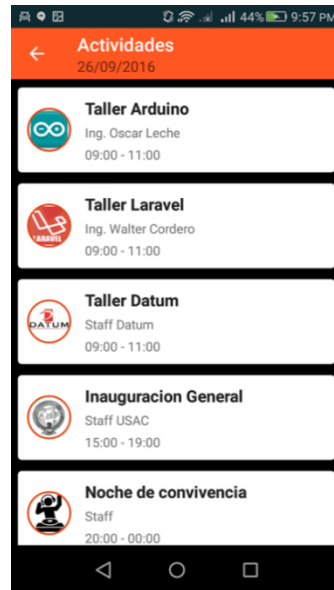 44% 9:57 PM
Actividades
26/09/2016
Taller Arduino
Ing. Oscar Leche
09:00 - 11:00
LARAVEL
Taller Laravel
Ing. Walter Cordero
09:00 - 11:00
DATUM
Taller Datum
Staff Datum
09:00 - 11:00
Inauguracion General
Staff USAC
15:00 - 19:00
Noche de convivencia
Staff
20:00 - 00:00